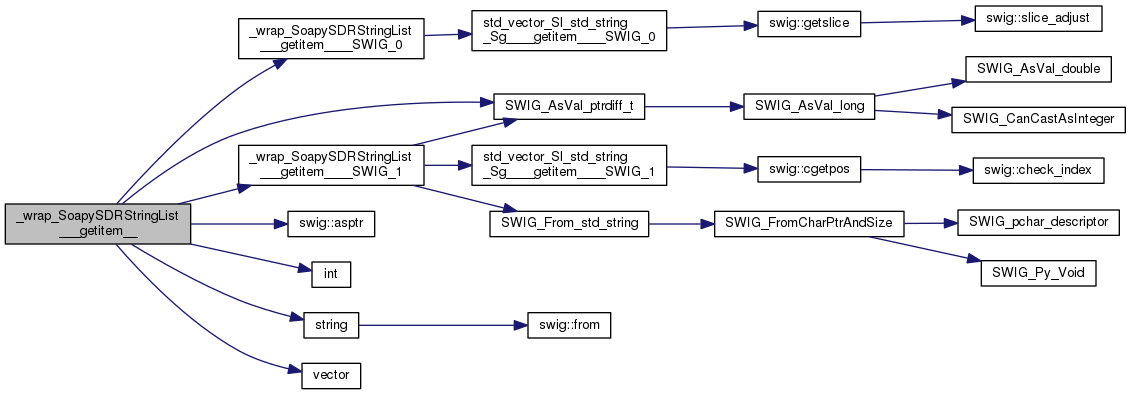 _wrap_SoapySDRStringList
___getitem____SWIG_0
std_vector_Sl_std_string
_Sg____getitem____SWIG_0
swig::getslice
swig::slice_adjust
SWIG_AsVal_double
SWIG_AsVal_ptrdiff_t
SWIG_AsVal_long
SWIG_CanCastAsInteger
_wrap_SoapySDRStringList
___getitem____SWIG_1
std_vector_Sl_std_string
_Sg____getitem____SWIG_1
swig::cgetpos
swig::check_index
_wrap_SoapySDRStringList
___getitem__
swig::asptr
SWIG_From_std_string
SWIG_FromCharPtrAndSize
SWIG_pchar_descriptor
int
SWIG_Py_Void
string
swig::from
vector